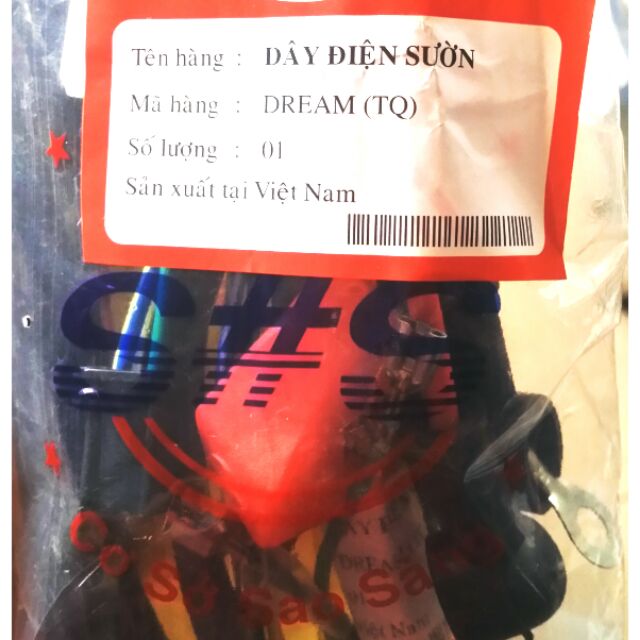 Tên hàng : DÂY ĐIỆN SƯỜN
Mã hàng : DREAM (TQ)
Số lượng : 01
Sản xuất tại Việt Nam
SHS
Cơ Sở Sao Sáng